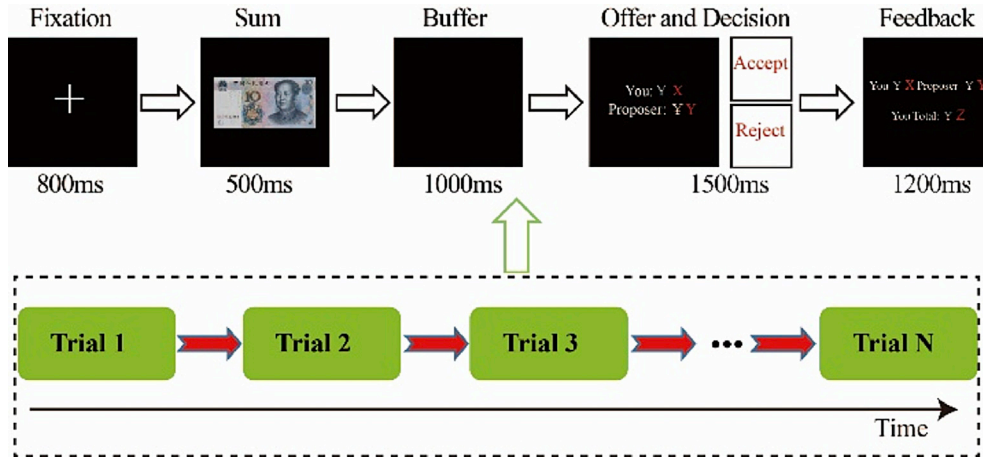 Fixation
Sum
Buffer
Offer and Decision
Feedback
10
You: Y X
Proposer: ¥ Y
Accept
Reject
You Y X Proposer Y Y
You Total: Y Z
800ms
500ms
1000ms
1500ms
1200ms
Trial 1
Trial 2
Trial 3
•••
Trial N
Time